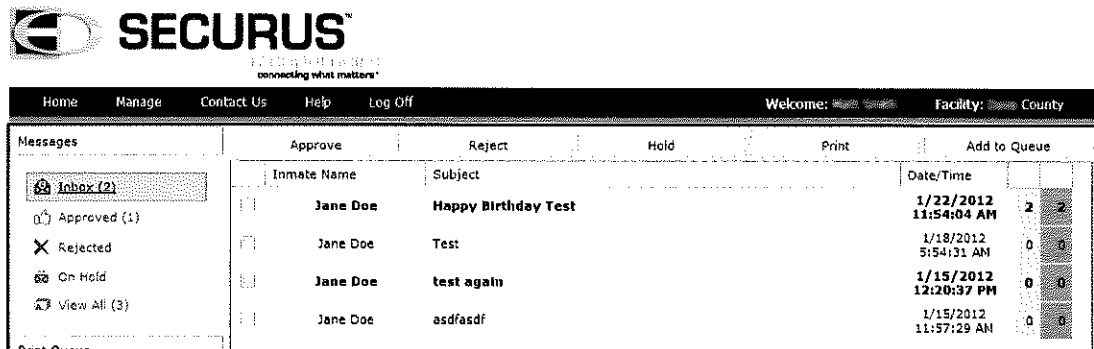 SECURUS™
connecting what matters•
Home Manage Contact Us Help Log Off Welcome: Facility: County
Messages Approve Reject Hold Print Add to Queue
Inmate Name Subject Date/Time
Inbox (2)
Jane Doe Happy Birthday Test 1/22/2012 11:54:04 AM 2 2
Approved (1)
Rejected
Jane Doe Test 1/18/2012 5:54:31 AM 0 0
On Hold
Jane Doe test again 1/15/2012 12:20:37 PM 0 0
View All (3)
Jane Doe asdfasdf 1/15/2012 11:57:29 AM 0 0
Print Queue